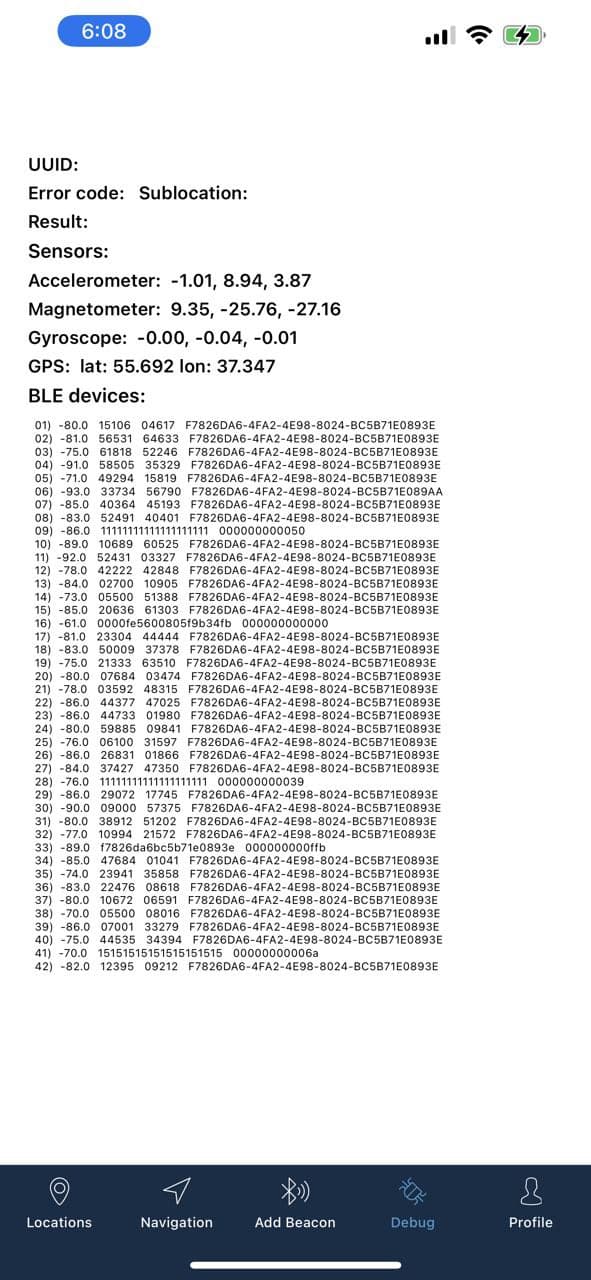 6:08
UUID:
Error code: Sublocation:
Result:
Sensors:
Accelerometer: -1.01, 8.94, 3.87
Magnetometer: 9.35, -25.76, -27.16
Gyroscope: -0.00, -0.04, -0.01
GPS: lat: 55.692 lon: 37.347
BLE devices:
01) -80.0 15106 04617 F7826DA6-4FA2-4E98-8024-BC5B71E0893E
02) -81.0 56531 64633 F7826DA6-4FA2-4E98-8024-BC5B71E0893E
03) -75.0 61818 52246 F7826DA6-4FA2-4E98-8024-BC5B71E0893E
04) -91.0 58505 35329 F7826DA6-4FA2-4E98-8024-BC5B71E0893E
05) -71.0 49294 15819 F7826DA6-4FA2-4E98-8024-BC5B71E0893E
06) -93.0 33734 56790 F7826DA6-4FA2-4E98-8024-BC5B71E089AA
07) -85.0 40364 45193 F7826DA6-4FA2-4E98-8024-BC5B71E0893E
08) -83.0 52491 40401 F7826DA6-4FA2-4E98-8024-BC5B71E0893E
09) -86.0 11111111111111111111 000000000050
10) -89.0 10689 60525 F7826DA6-4FA2-4E98-8024-BC5B71E0893E
11) -92.0 52431 03327 F7826DA6-4FA2-4E98-8024-BC5B71E0893E
12) -78.0 42222 42848 F7826DA6-4FA2-4E98-8024-BC5B71E0893E
13) -84.0 02700 10905 F7826DA6-4FA2-4E98-8024-BC5B71E0893E
14) -73.0 05500 51388 F7826DA6-4FA2-4E98-8024-BC5B71E0893E
15) -85.0 20636 61303 F7826DA6-4FA2-4E98-8024-BC5B71E0893E
16) -61.0 0000fe5600805f9b34fb 000000000000
17) -81.0 23304 44444 F7826DA6-4FA2-4E98-8024-BC5B71E0893E
18) -83.0 50009 37378 F7826DA6-4FA2-4E98-8024-BC5B71E0893E
19) -75.0 21333 63510 F7826DA6-4FA2-4E98-8024-BC5B71E0893E
20) -80.0 07684 03474 F7826DA6-4FA2-4E98-8024-BC5B71E0893E
21) -78.0 03592 48315 F7826DA6-4FA2-4E98-8024-BC5B71E0893E
22) -86.0 44377 47025 F7826DA6-4FA2-4E98-8024-BC5B71E0893E
23) -86.0 44733 01980 F7826DA6-4FA2-4E98-8024-BC5B71E0893E
24) -80.0 59885 09841 F7826DA6-4FA2-4E98-8024-BC5B71E0893E
25) -76.0 06100 31597 F7826DA6-4FA2-4E98-8024-BC5B71E0893E
26) -86.0 26831 01866 F7826DA6-4FA2-4E98-8024-BC5B71E0893E
27) -84.0 37427 47350 F7826DA6-4FA2-4E98-8024-BC5B71E0893E
28) -76.0 11111111111111111111 000000000039
29) -86.0 29072 17745 F7826DA6-4FA2-4E98-8024-BC5B71E0893E
30) -90.0 09000 57375 F7826DA6-4FA2-4E98-8024-BC5B71E0893E
31) -80.0 38912 51202 F7826DA6-4FA2-4E98-8024-BC5B71E0893E
32) -77.0 10994 21572 F7826DA6-4FA2-4E98-8024-BC5B71E0893E
33) -89.0 f7826da6bc5b71e0893e 000000000ffb
34) -85.0 47684 01041 F7826DA6-4FA2-4E98-8024-BC5B71E0893E
35) -74.0 23941 35858 F7826DA6-4FA2-4E98-8024-BC5B71E0893E
36) -83.0 22476 08618 F7826DA6-4FA2-4E98-8024-BC5B71E0893E
37) -80.0 10672 06591 F7826DA6-4FA2-4E98-8024-BC5B71E0893E
38) -70.0 05500 08016 F7826DA6-4FA2-4E98-8024-BC5B71E0893E
39) -86.0 07001 33279 F7826DA6-4FA2-4E98-8024-BC5B71E0893E
40) -75.0 44535 34394 F7826DA6-4FA2-4E98-8024-BC5B71E0893E
41) -70.0 15151515151515151515 00000000006a
42) -82.0 12395 09212 F7826DA6-4FA2-4E98-8024-BC5B71E0893E
Locations Navigation Add Beacon Debug Profile